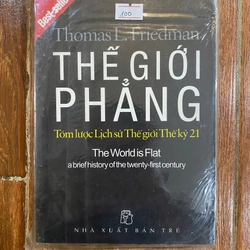 Best-seller
100
Thomas L. Friedman
THẾ GIỚI
PHẲNG
Tóm lược Lịch sử Thế giới Thế kỷ 21
The World is Flat
a brief history of the twenty-first century
NHÀ XUẤT BẢN TRẺ